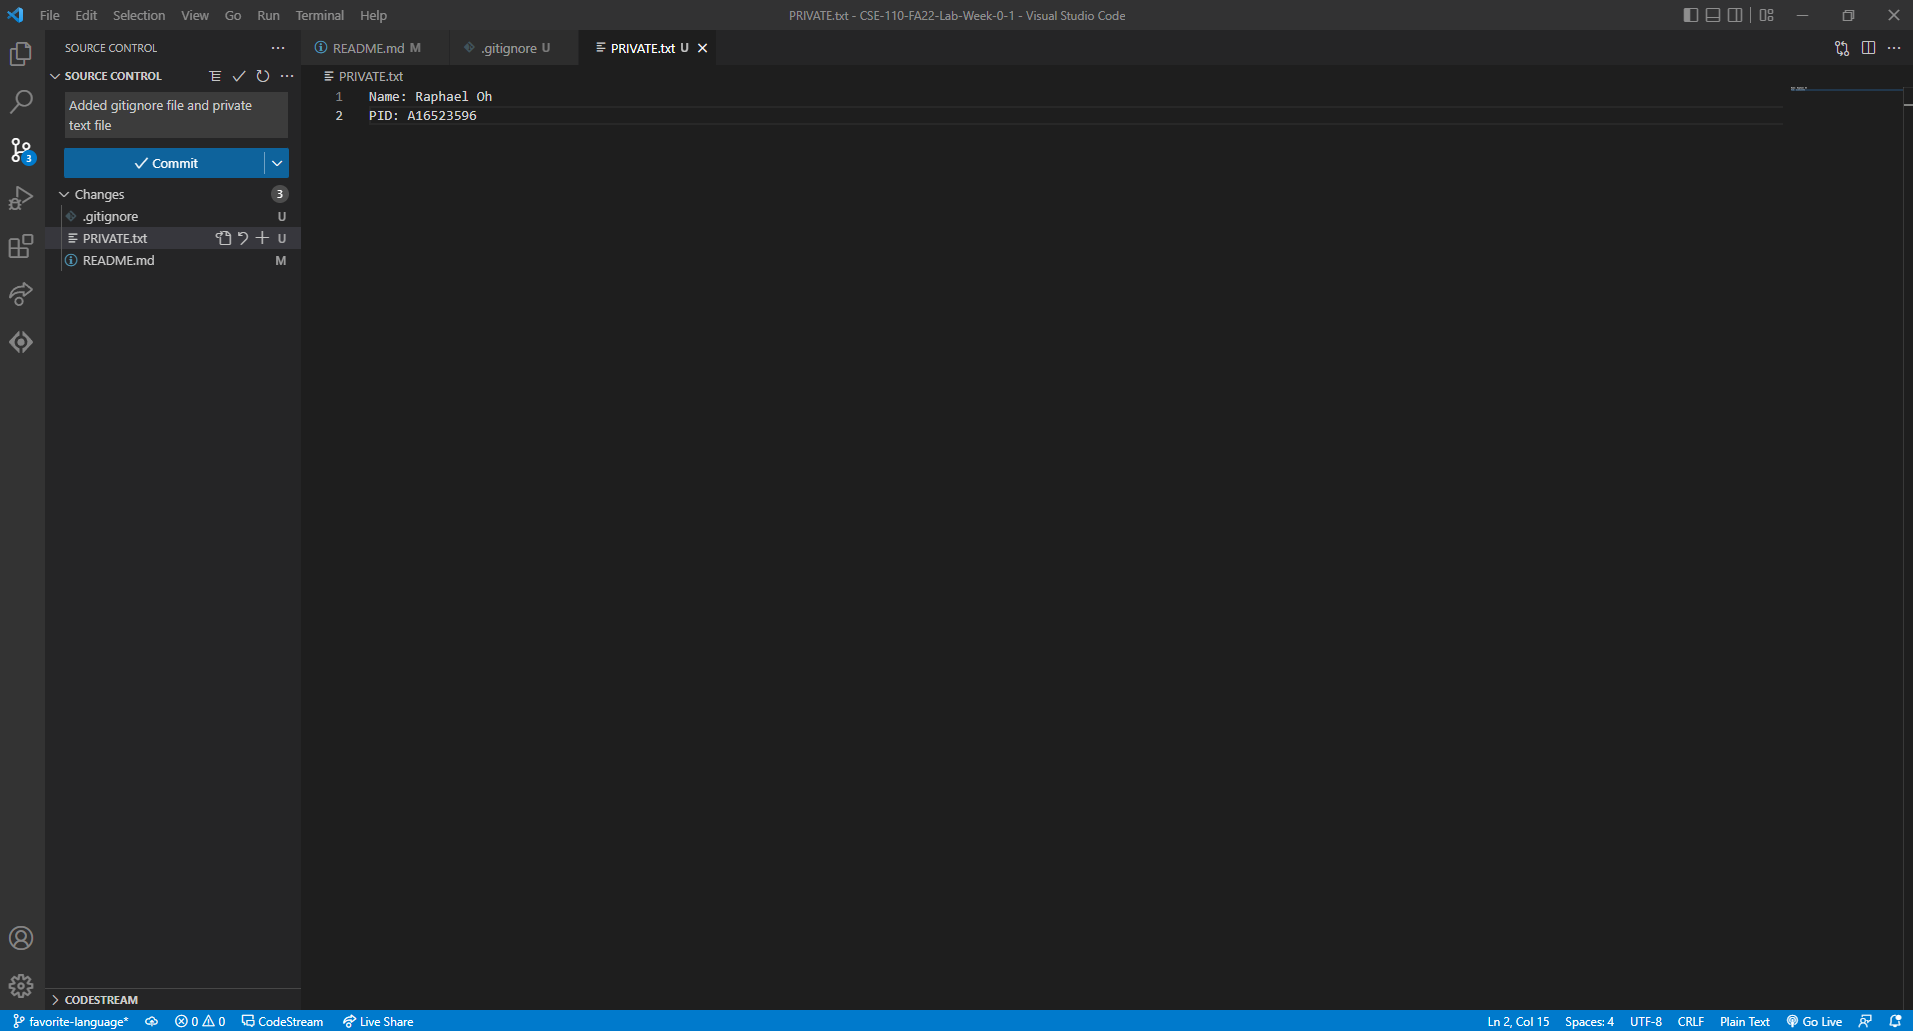 File Edit Selection View Go Run Terminal Help
PRIVATE.txt - CSE-110-FA22-Lab-Week-0-1 - Visual Studio Code
SOURCE CONTROL
SOURCE CONTROL
Added gitignore file and private
text file
Commit
Changes 3
.gitignore U
PRIVATE.txt U
README.md M
CODESTREAM
3
README.md M
.gitignore U
PRIVATE.txt U
PRIVATE.txt
1 Name: Raphael Oh
2 PID: A16523596
favorite-language* 0 0 CodeStream Live Share
Ln 2, Col 15 Spaces: 4 UTF-8 CRLF Plain Text Go Live